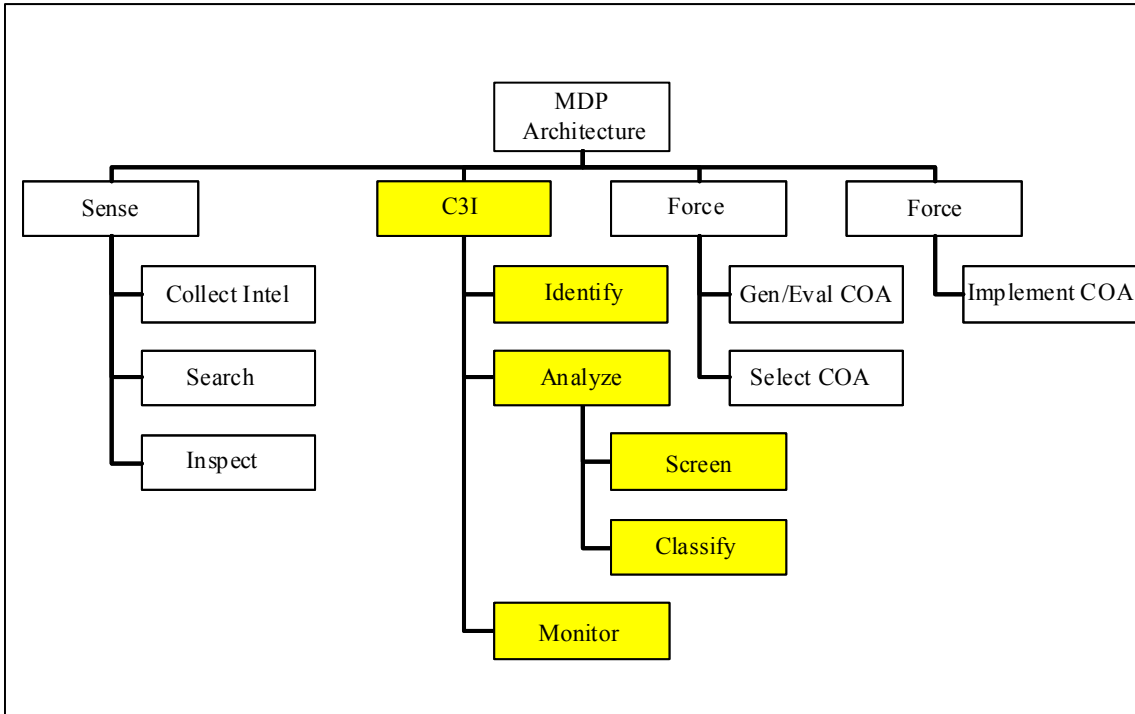 MDP
Architecture
Sense
C3I
Force
Force
Collect Intel
Identify
Gen/Eval COA
Implement COA
Search
Analyze
Select COA
Inspect
Screen
Classify
Monitor